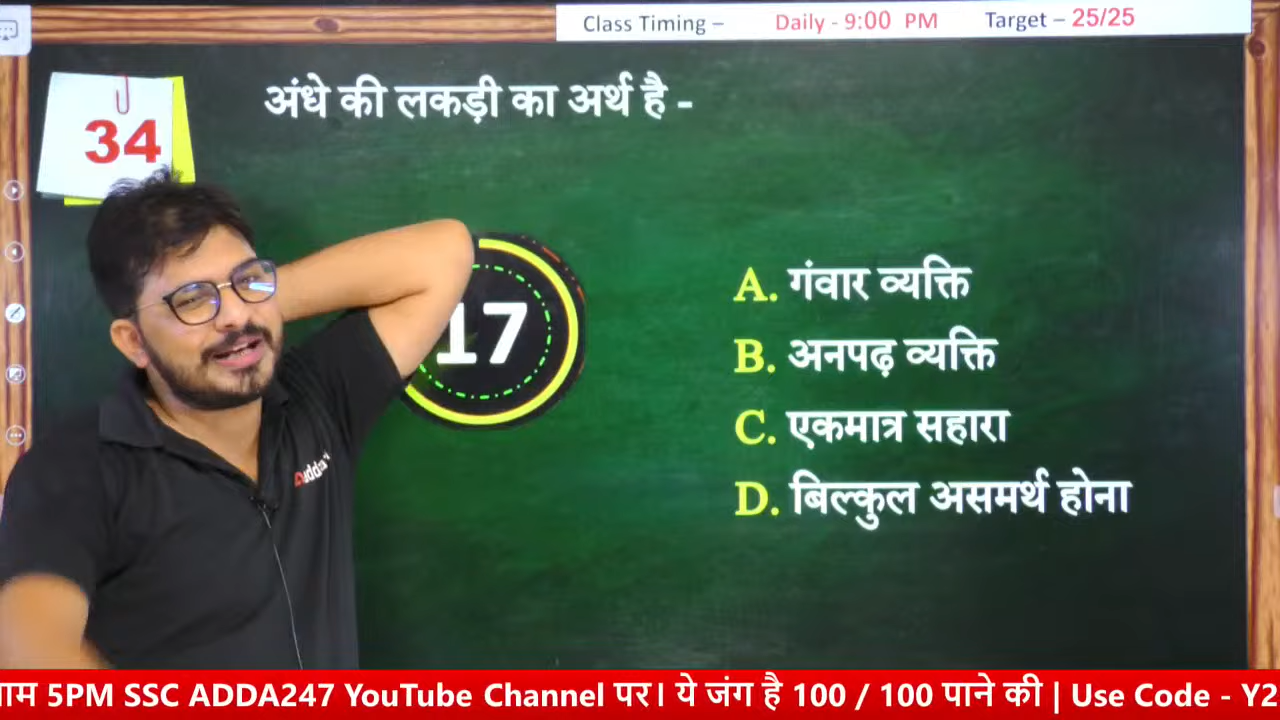 Class Timing – Daily - 9:00 PM Target – 25/25
34
अंधे की लकड़ी का अर्थ है -
17
A. गंवार व्यक्ति
B. अनपढ़ व्यक्ति
C. एकमात्र सहारा
D. बिल्कुल असमर्थ होना
5PM SSC ADDA247 YouTube Channel पर। ये जंग है 100 / 100 पाने की | Use Code - Y2